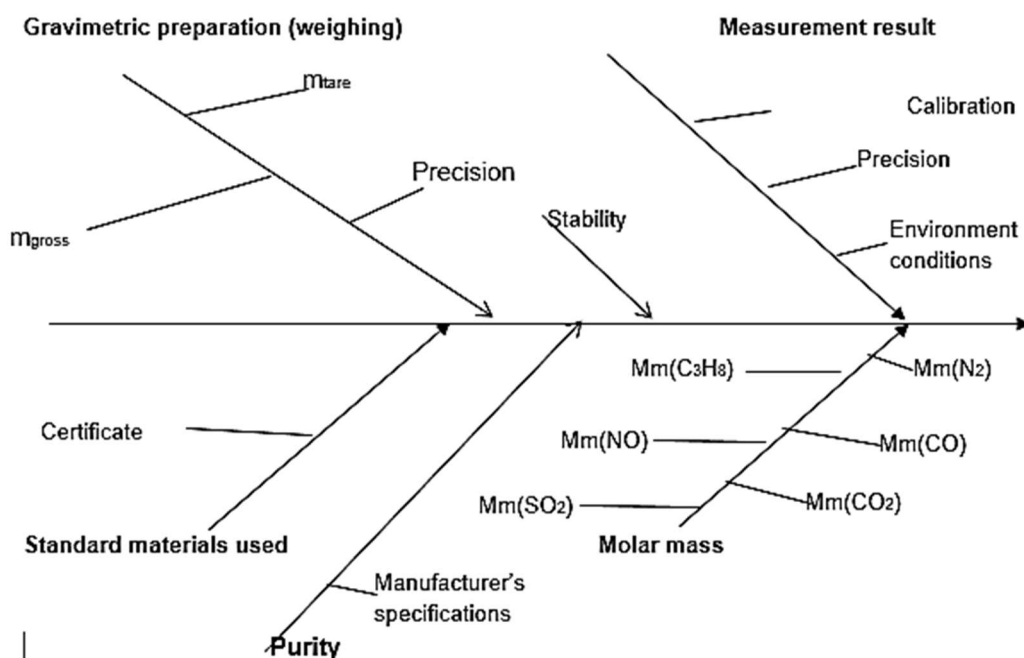 Gravimetric preparation (weighing)
Measurement result
mtare
Calibration
Precision
Precision
Stability
Environment
conditions
mgross
Mm(C3H8)
Mm(N2)
Certificate
Mm(NO)
Mm(CO)
Mm(SO2)
Mm(CO2)
Standard materials used
Molar mass
Manufacturer's
specifications
Purity